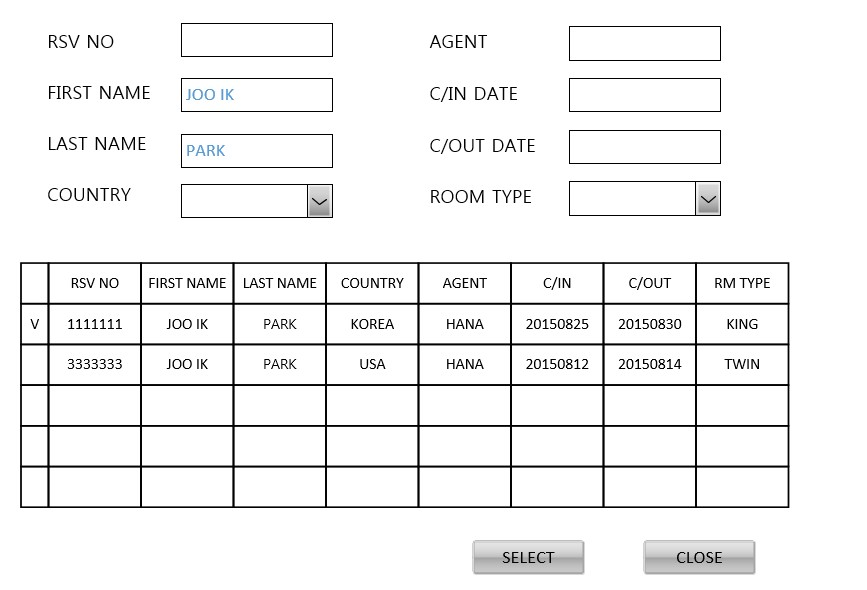 RSV NO AGENT
FIRST NAME JOO IK C/IN DATE
LAST NAME PARK C/OUT DATE
COUNTRY ROOM TYPE
RSV NO FIRST NAME LAST NAME COUNTRY AGENT C/IN C/OUT RM TYPE
V 1111111 JOO IK PARK KOREA HANA 20150825 20150830 KING
3333333 JOO IK PARK USA HANA 20150812 20150814 TWIN
SELECT CLOSE